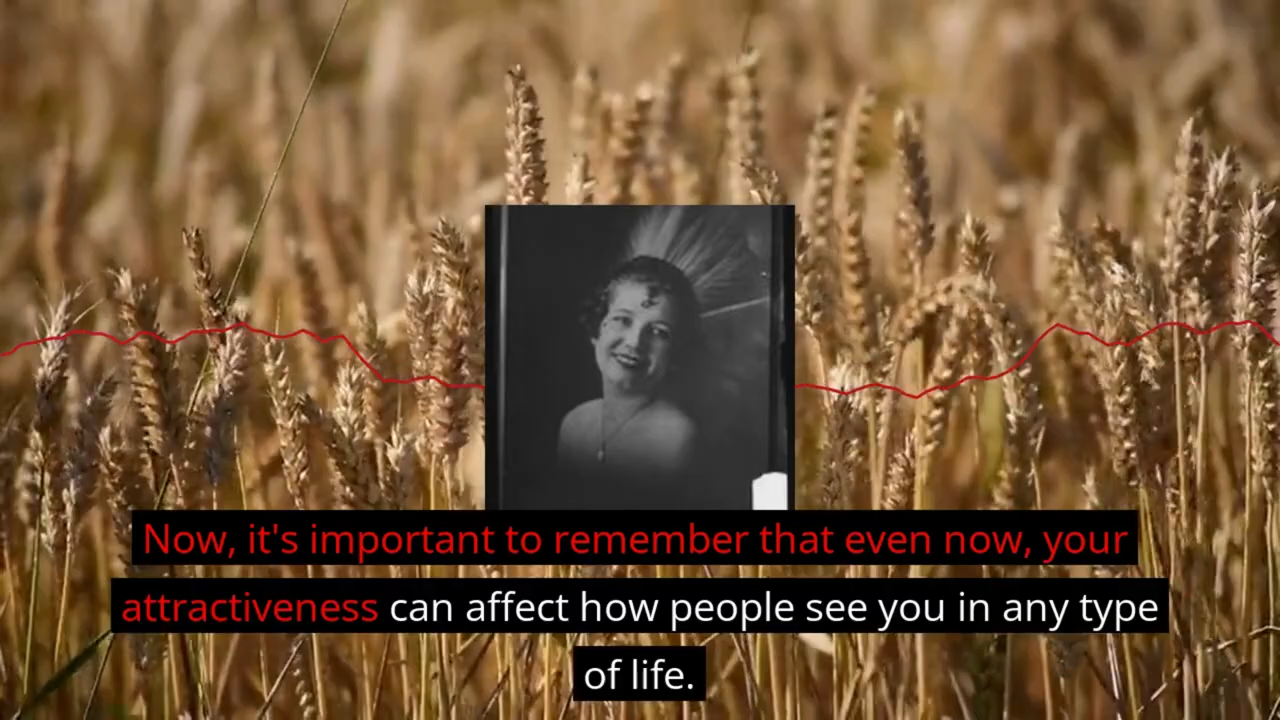 Now, it's important to remember that even now, your
attractiveness can affect how people see you in any type
of life.